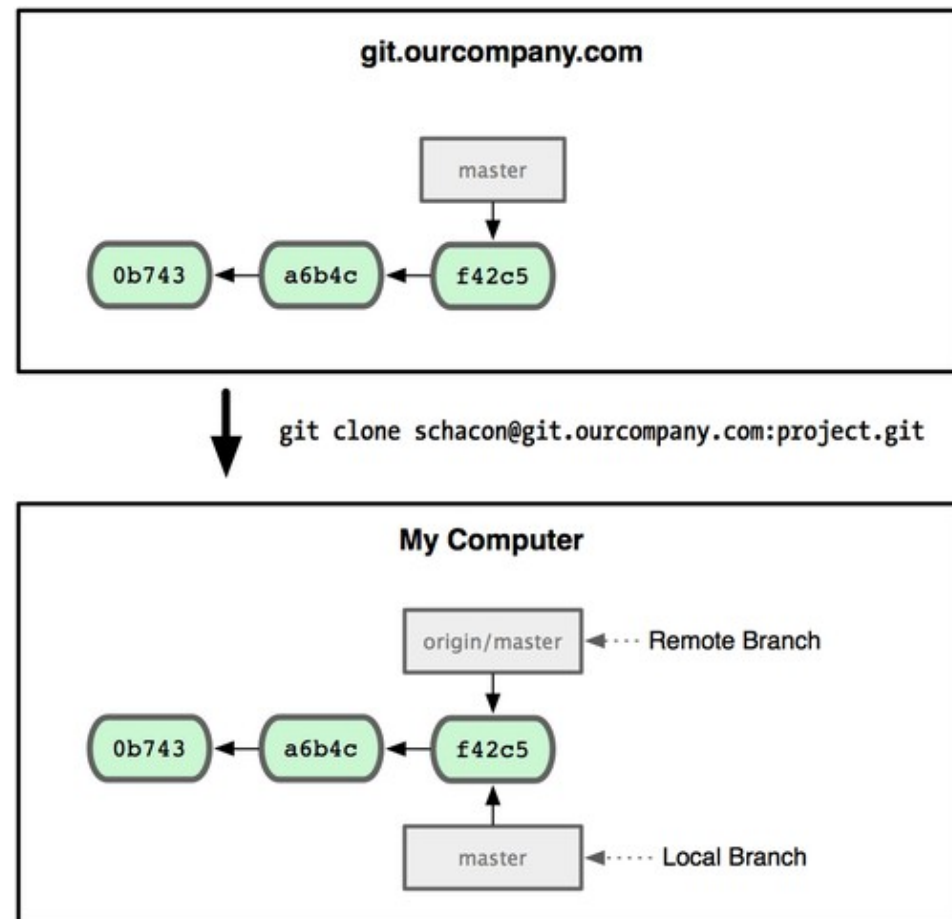 git.ourcompany.com
master
0b743
a6b4c
f42c5
git clone schacon@git.ourcompany.com:project.git
My Computer
origin/master
Remote Branch
0b743
a6b4c
f42c5
master
Local Branch